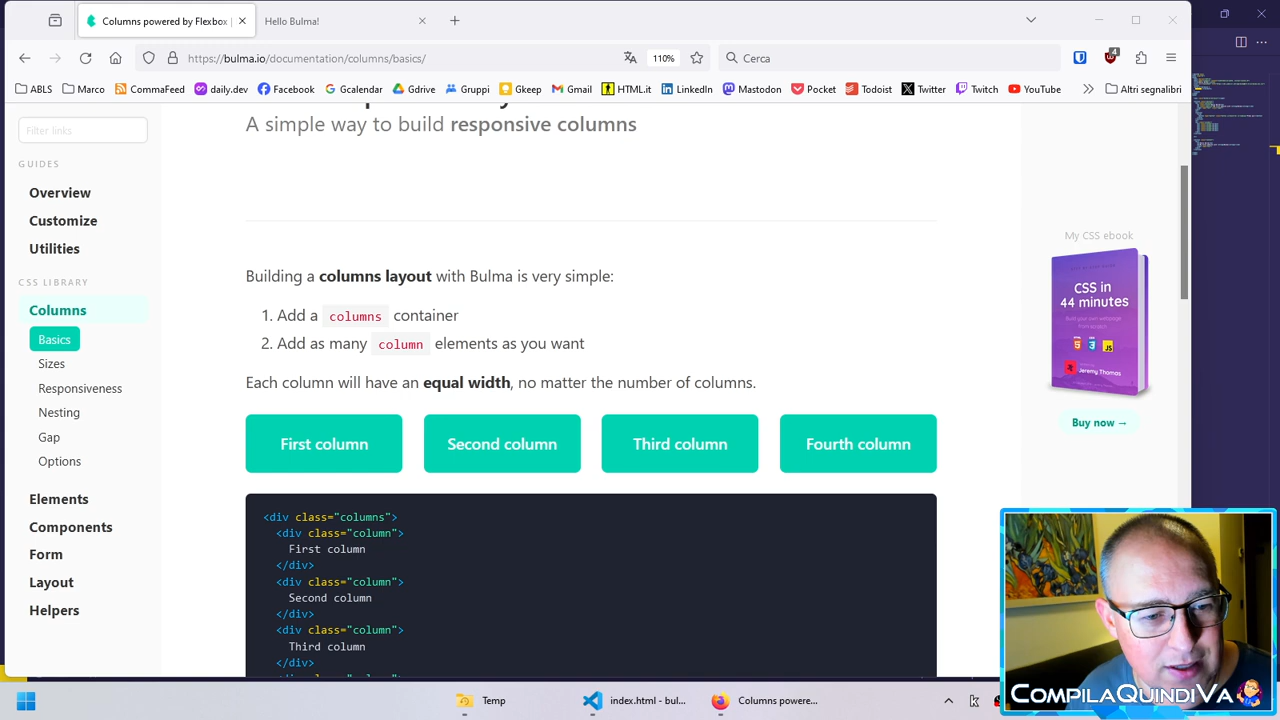 Columns powered by Flexbox |
Hello Bulma!
https://bulma.io/documentation/columns/basics/
110%
Cerca
4
ABLS
Marco
CommaFeed
daily.dev
Facebook
Gcalendar
Gdrive
Gruppi
Gmail
HTML.it
LinkedIn
Mastodon
Pocket
Todoist
Twitter
Twitch
YouTube
Altri segnalibri
Filter links
GUIDES
Overview
Customize
Utilities
CSS LIBRARY
Columns
Basics
Sizes
Responsiveness
Nesting
Gap
Options
Elements
Components
Form
Layout
Helpers
A simple way to build responsive columns
Building a columns layout with Bulma is very simple:
1. Add a columns container
2. Add as many column elements as you want
Each column will have an equal width, no matter the number of columns.
First column
Second column
Third column
Fourth column
<div class="columns">
<div class="column">
First column
</div>
<div class="column">
Second column
</div>
<div class="column">
Third column
</div>
My CSS ebook
CSS in
44 minutes
Build your own webpage
from scratch
Jeremy Thomas
Buy now →
COMPILAQUINDIVA
Temp
index.html - bul...
Columns powere...